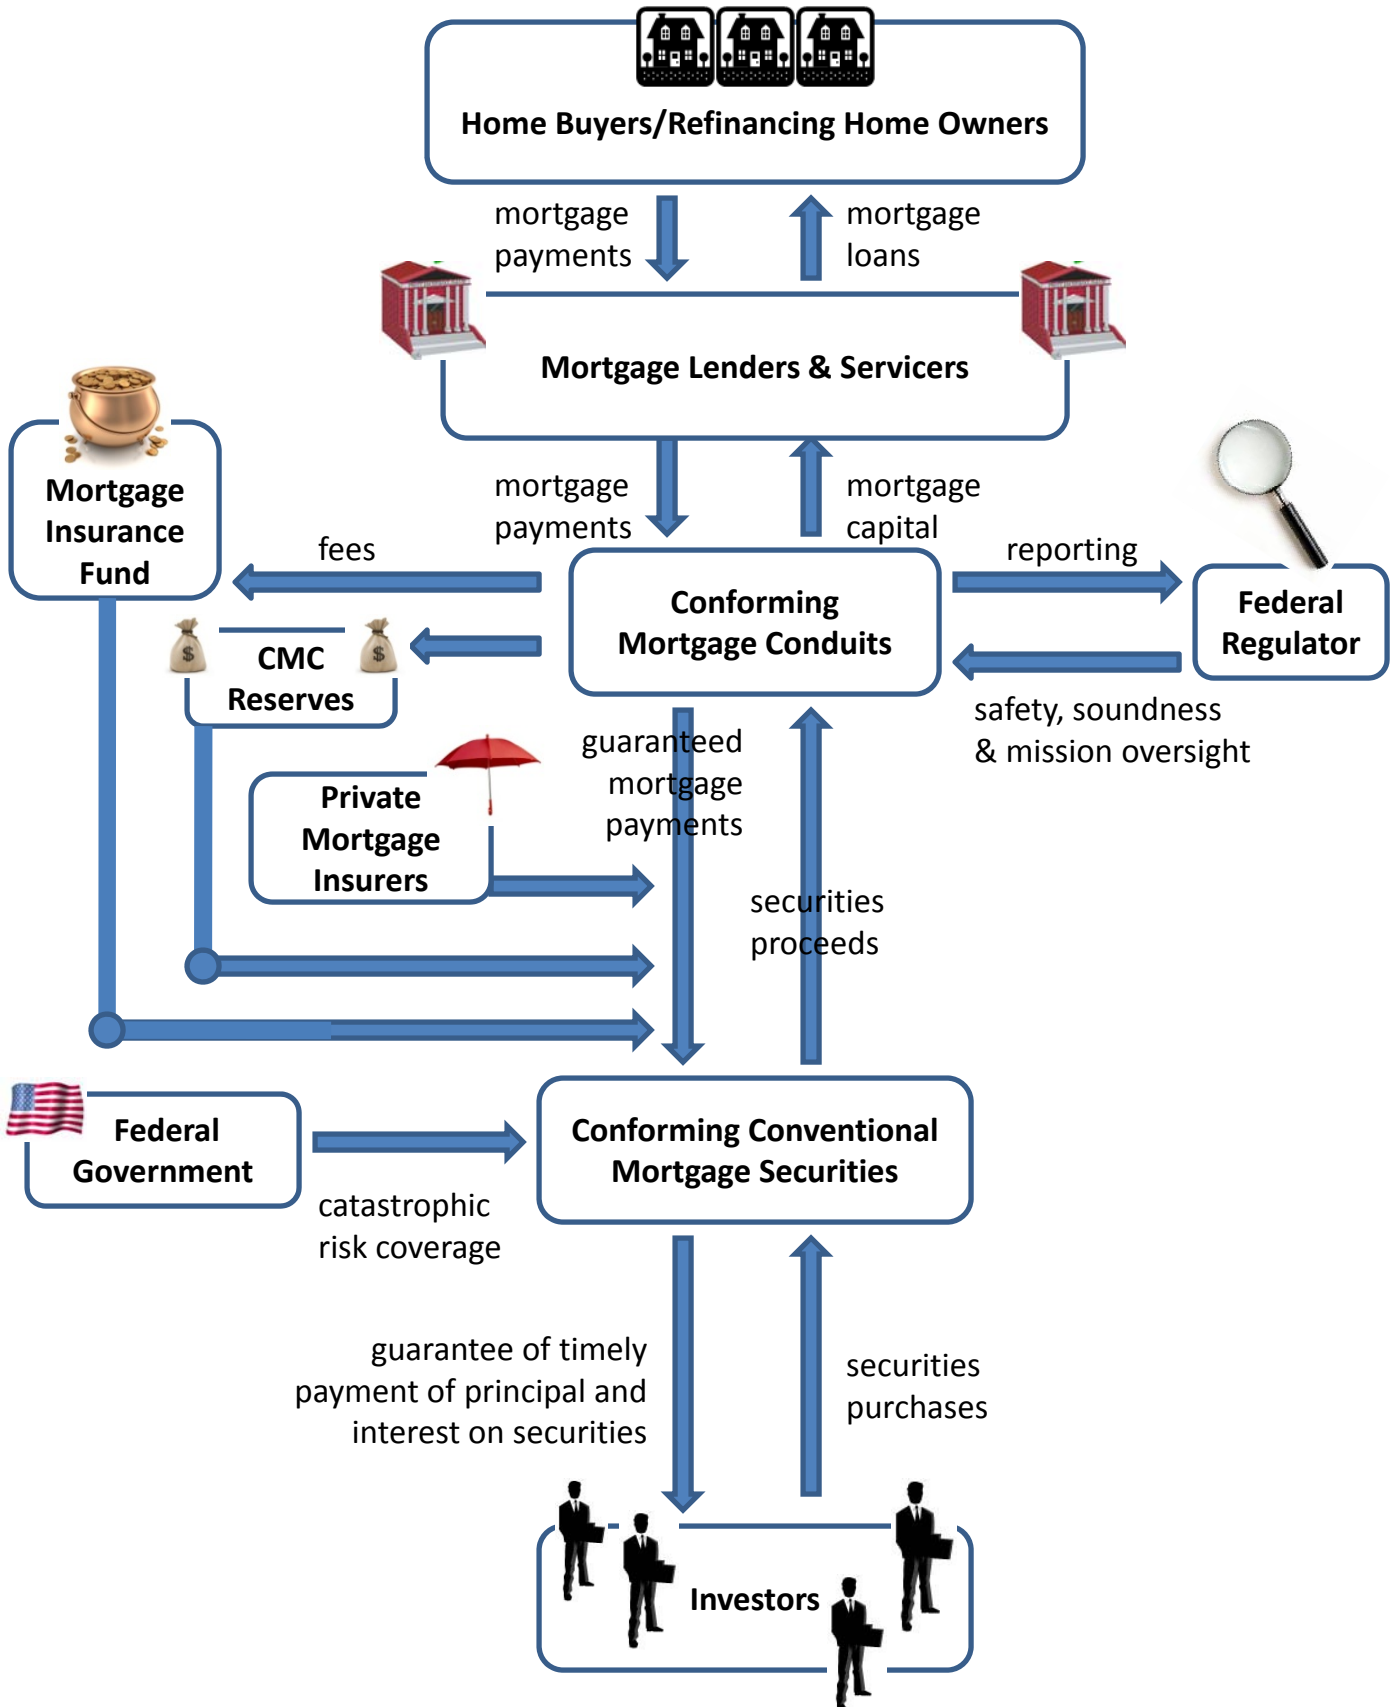 Home Buyers/Refinancing Home Owners
mortgage
payments
mortgage
loans
Mortgage Lenders & Servicers
mortgage
payments
mortgage
capital
Mortgage
Insurance
Fund
fees
reporting
Conforming
Mortgage Conduits
Federal
Regulator
$
$
CMC
Reserves
safety, soundness
& mission oversight
guaranteed
mortgage
payments
Private
Mortgage
Insurers
securities
proceeds
Federal
Government
Conforming Conventional
Mortgage Securities
catastrophic
risk coverage
guarantee of timely
payment of principal and
interest on securities
securities
purchases
Investors